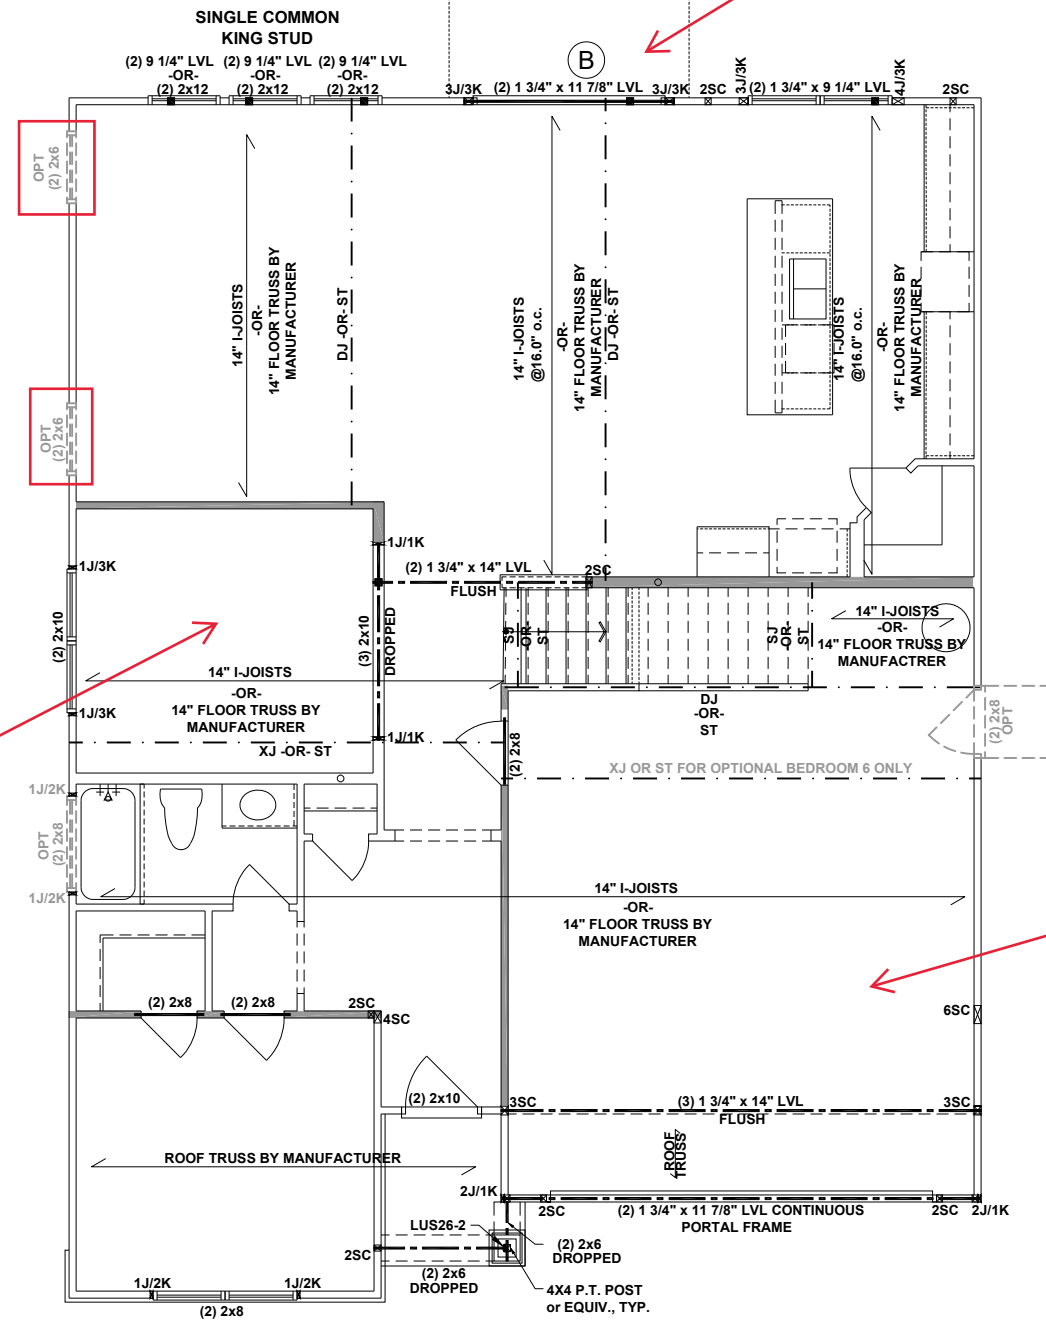 SINGLE COMMON
KING STUD
(2) 9 1/4" LVL
-OR-
(2) 2x12
(2) 9 1/4" LVL
-OR-
(2) 2x12
(2) 9 1/4" LVL
-OR-
(2) 2x12
B
3J/3K
(2) 1 3/4" x 11 7/8" LVL
3J/3K
2SC
3J/3K
(2) 1 3/4" x 9 1/4" LVL
4J/3K
2SC
OPT
(2) 2x6
14" I-JOISTS
-OR-
14" FLOOR TRUSS BY
MANUFACTURER
DJ -OR- ST
14" I-JOISTS
@16.0" o.c.
-OR-
14" FLOOR TRUSS BY
MANUFACTURER
DJ -OR- ST
14" I-JOISTS
@16.0" o.c.
-OR-
14" FLOOR TRUSS BY
MANUFACTURER
OPT
(2) 2x6
1J/1K
1J/3K
(2) 1 3/4" x 14" LVL
FLUSH
2SC
(2) 2x10
(3) 2x10
DROPPED
SJ
-OR-
ST
SJ
-OR-
ST
14" I-JOISTS
-OR-
14" FLOOR TRUSS BY
MANUFACTRER
14" I-JOISTS
-OR-
14" FLOOR TRUSS BY
MANUFACTURER
1J/3K
1J/1K
XJ -OR- ST
DJ
-OR-
ST
(2) 2x8
(2) 2x8
OPT
XJ OR ST FOR OPTIONAL BEDROOM 6 ONLY
1J/2K
OPT
(2) 2x8
1J/2K
14" I-JOISTS
-OR-
14" FLOOR TRUSS BY
MANUFACTURER
(2) 2x8
(2) 2x8
2SC
4SC
6SC
(2) 2x10
3SC
(3) 1 3/4" x 14" LVL
FLUSH
3SC
ROOF TRUSS BY MANUFACTURER
ROOF
TRUSS
2J/1K
2SC
(2) 1 3/4" x 11 7/8" LVL CONTINUOUS
PORTAL FRAME
2SC
2J/1K
LUS26-2
2SC
(2) 2x6
DROPPED
(2) 2x6
DROPPED
4X4 P.T. POST
or EQUIV., TYP.
1J/2K
1J/2K
(2) 2x8